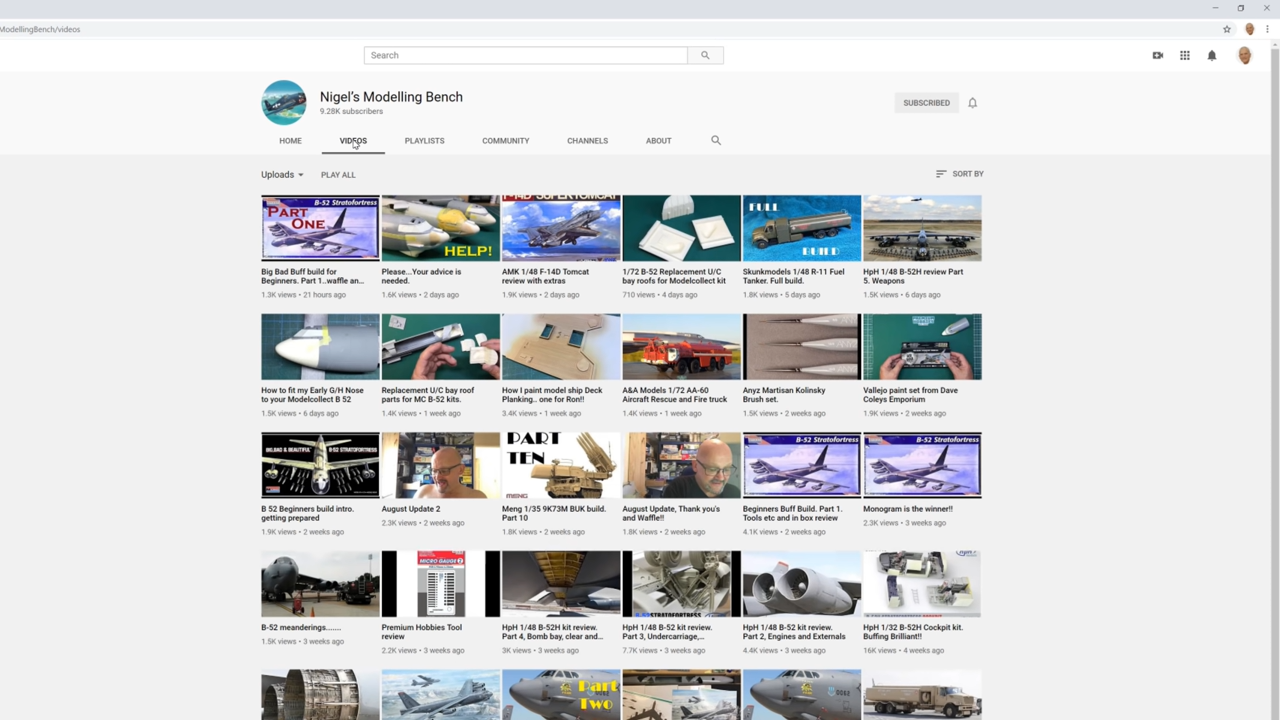 ModellingBench/videos
Search
Nigel's Modelling Bench
9.28K subscribers
SUBSCRIBED
HOME
VIDEOS
PLAYLISTS
COMMUNITY
CHANNELS
ABOUT
Uploads
PLAY ALL
SORT BY
B-52 Stratofortress
PART
ONE
HELP!
F-14D SUPERTOMCAT
FULL
BUILD
Big Bad Buff build for
Beginners. Part 1..waffle an...
1.3K views • 21 hours ago
Please...Your advice is
needed.
1.6K views • 2 days ago
AMK 1/48 F-14D Tomcat
review with extras
1.9K views • 2 days ago
1/72 B-52 Replacement U/C
bay roofs for Modelcollect kit
710 views • 4 days ago
Skunkmodels 1/48 R-11 Fuel
Tanker. Full build.
1.8K views • 5 days ago
HpH 1/48 B-52H review Part
5. Weapons
1.5K views • 6 days ago
How to fit my Early G/H Nose
to your Modelcollect B 52
1.5K views • 6 days ago
Replacement U/C bay roof
parts for MC B-52 kits.
1.4K views • 1 week ago
How I paint model ship Deck
Planking.. one for Ron!!
3.4K views • 1 week ago
A&A Models 1/72 AA-60
Aircraft Rescue and Fire truck
1.4K views • 1 week ago
Anyz Martisan Kolinsky
Brush set.
1.5K views • 2 weeks ago
Vallejo paint set from Dave
Coleys Emporium
1.9K views • 2 weeks ago
BIG, BAD & BEAUTIFUL B-52 STRATOFORTRESS
PART
TEN
MENG
B-52 Stratofortress
B-52 Stratofortress
B 52 Beginners build intro.
getting prepared
1.9K views • 2 weeks ago
August Update 2
2.3K views • 2 weeks ago
Meng 1/35 9K73M BUK build.
Part 10
1.8K views • 2 weeks ago
August Update, Thank you's
and Waffle!!
1.8K views • 2 weeks ago
Beginners Buff Build. Part 1.
Tools etc and in box review
4.1K views • 2 weeks ago
Monogram is the winner!!
2.3K views • 3 weeks ago
MICRO GAUGE
STRATOFORTRESS
B-52 meanderings.......
1.5K views • 3 weeks ago
Premium Hobbies Tool
review
2.2K views • 3 weeks ago
HpH 1/48 B-52H kit review.
Part 4, Bomb bay, clear and...
3K views • 3 weeks ago
HpH 1/48 B-52 kit review.
Part 3, Undercarriage,...
7.7K views • 3 weeks ago
HpH 1/48 B-52 kit review.
Part 2, Engines and Externals
4.4K views • 3 weeks ago
HpH 1/32 B-52H Cockpit kit.
Buffing Brilliant!!
16K views • 4 weeks ago
Part
Two
0062